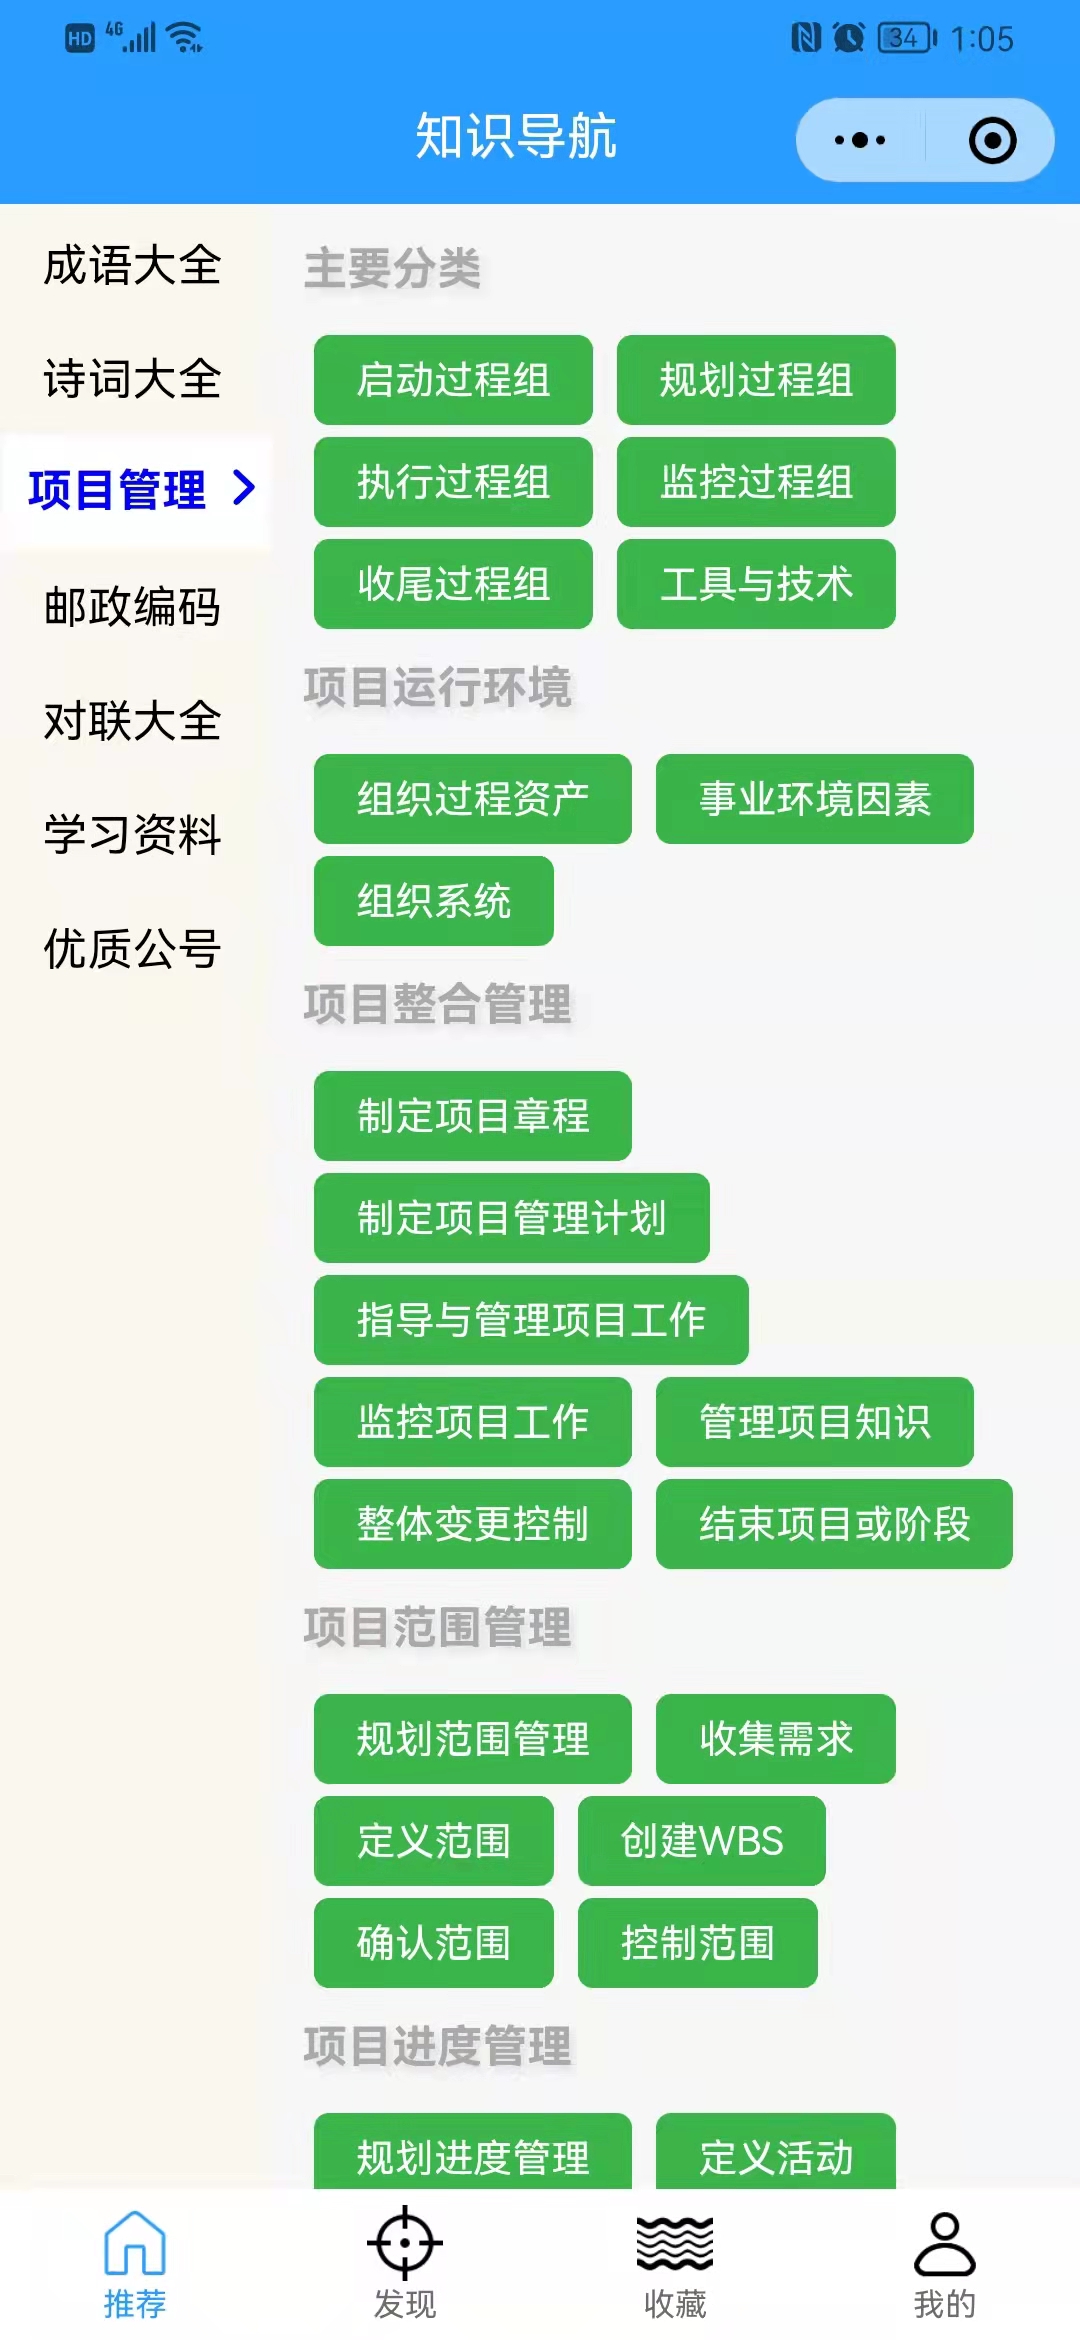 HD 4G 34 1:05
知识导航
成语大全
诗词大全
项目管理
邮政编码
对联大全
学习资料
优质公号
主要分类
启动过程组 规划过程组
执行过程组 监控过程组
收尾过程组 工具与技术
项目运行环境
组织过程资产 事业环境因素
组织系统
项目整合管理
制定项目章程
制定项目管理计划
指导与管理项目工作
监控项目工作 管理项目知识
整体变更控制 结束项目或阶段
项目范围管理
规划范围管理 收集需求
定义范围 创建WBS
确认范围 控制范围
项目进度管理
规划进度管理 定义活动
推荐 发现 收藏 我的